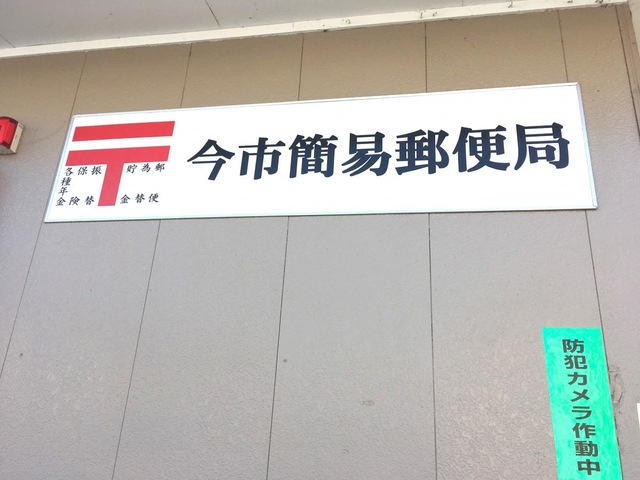 今市簡易郵便局
郵便
為替
貯金
振替
保険
各種年金
防犯カメラ作動中